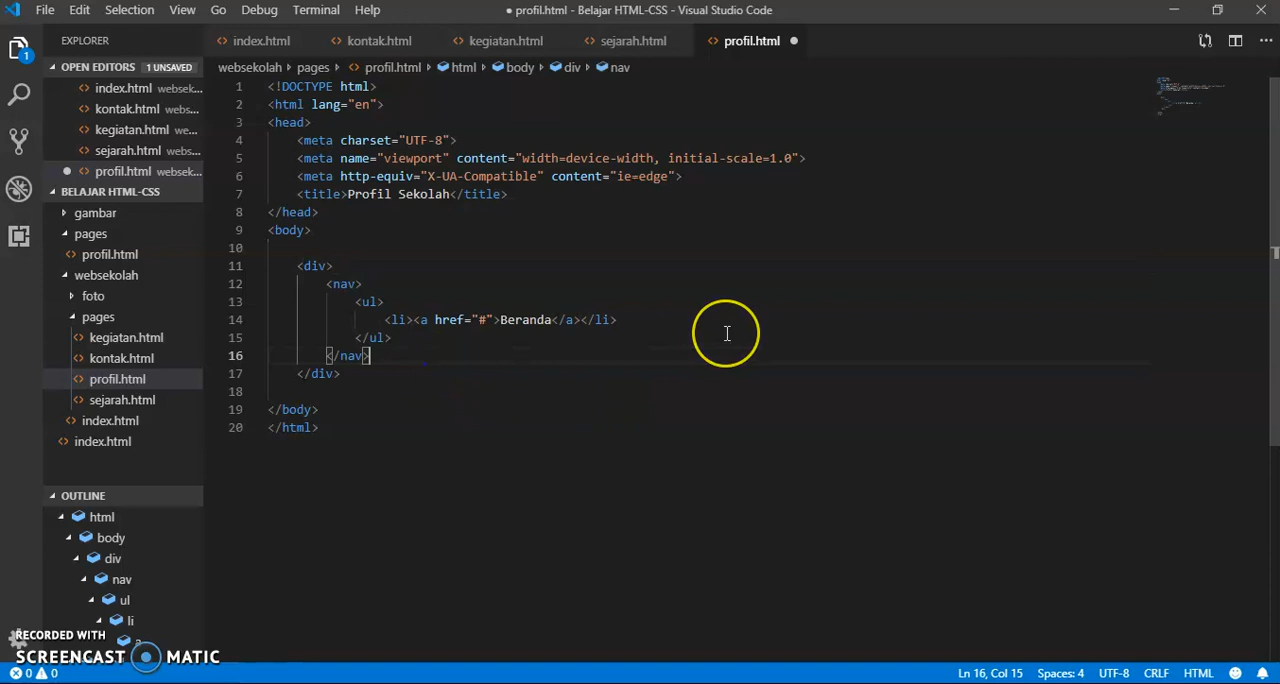 File Edit Selection View Go Debug Terminal Help
● profil.html - Belajar HTML-CSS - Visual Studio Code
EXPLORER
index.html kontak.html kegiatan.html sejarah.html profil.html
OPEN EDITORS 1 UNSAVED
index.html websek...
kontak.html webs...
kegiatan.html we...
sejarah.html webs...
profil.html websek...
BELAJAR HTML-CSS
gambar
pages
profil.html
websekolah
foto
pages
kegiatan.html
kontak.html
profil.html
sejarah.html
index.html
index.html
OUTLINE
html
body
div
nav
ul
li
a
1
websekolah › pages › profil.html › html › body › div › nav
1 <!DOCTYPE html>
2 <html lang="en">
3 <head>
4 <meta charset="UTF-8">
5 <meta name="viewport" content="width=device-width, initial-scale=1.0">
6 <meta http-equiv="X-UA-Compatible" content="ie=edge">
7 <title>Profil Sekolah</title>
8 </head>
9 <body>
10
11 <div>
12 <nav>
13 <ul>
14 <li><a href="#">Beranda</a></li>
15 </ul>
16 </nav>
17 </div>
18
19 </body>
20 </html>
RECORDED WITH
SCREENCAST MATIC
0 0
Ln 16, Col 15 Spaces: 4 UTF-8 CRLF HTML